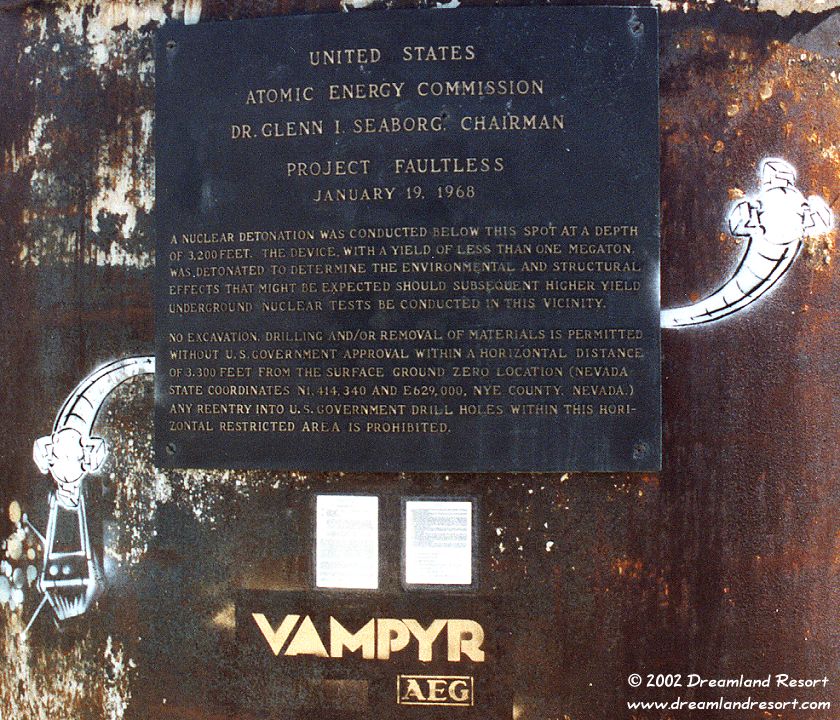 UNITED STATES
ATOMIC ENERGY COMMISSION
DR. GLENN I. SEABORG, CHAIRMAN
PROJECT FAULTLESS
JANUARY 19, 1968
A NUCLEAR DETONATION WAS CONDUCTED BELOW THIS SPOT AT A DEPTH
OF 3,200 FEET. THE DEVICE, WITH A YIELD OF LESS THAN ONE MEGATON,
WAS DETONATED TO DETERMINE THE ENVIRONMENTAL AND STRUCTURAL
EFFECTS THAT MIGHT BE EXPECTED SHOULD SUBSEQUENT HIGHER YIELD
UNDERGROUND NUCLEAR TESTS BE CONDUCTED IN THIS VICINITY.
NO EXCAVATION, DRILLING AND/OR REMOVAL OF MATERIALS IS PERMITTED
WITHOUT U.S. GOVERNMENT APPROVAL WITHIN A HORIZONTAL DISTANCE
OF 3,300 FEET FROM THE SURFACE GROUND ZERO LOCATION (NEVADA
STATE COORDINATES N1,414,340 AND E629,000, NYE COUNTY, NEVADA.)
ANY REENTRY INTO U.S. GOVERNMENT DRILL HOLES WITHIN THIS HORI-
ZONTAL RESTRICTED AREA IS PROHIBITED.
VAMPYR
AEG
© 2002 Dreamland Resort
www.dreamlandresort.com